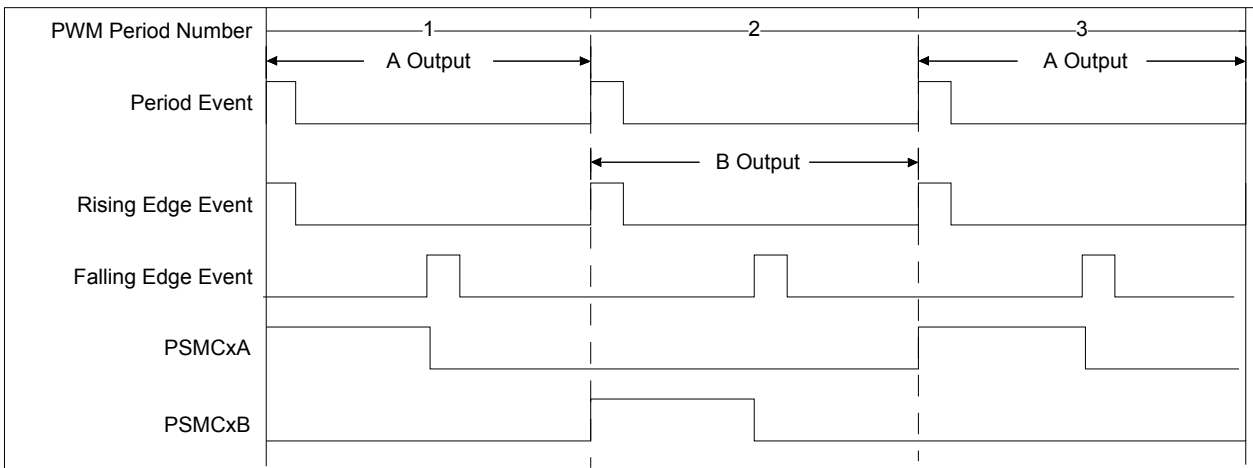 PWM Period Number
1
2
3
A Output
A Output
Period Event
B Output
Rising Edge Event
Falling Edge Event
PSMCxA
PSMCxB